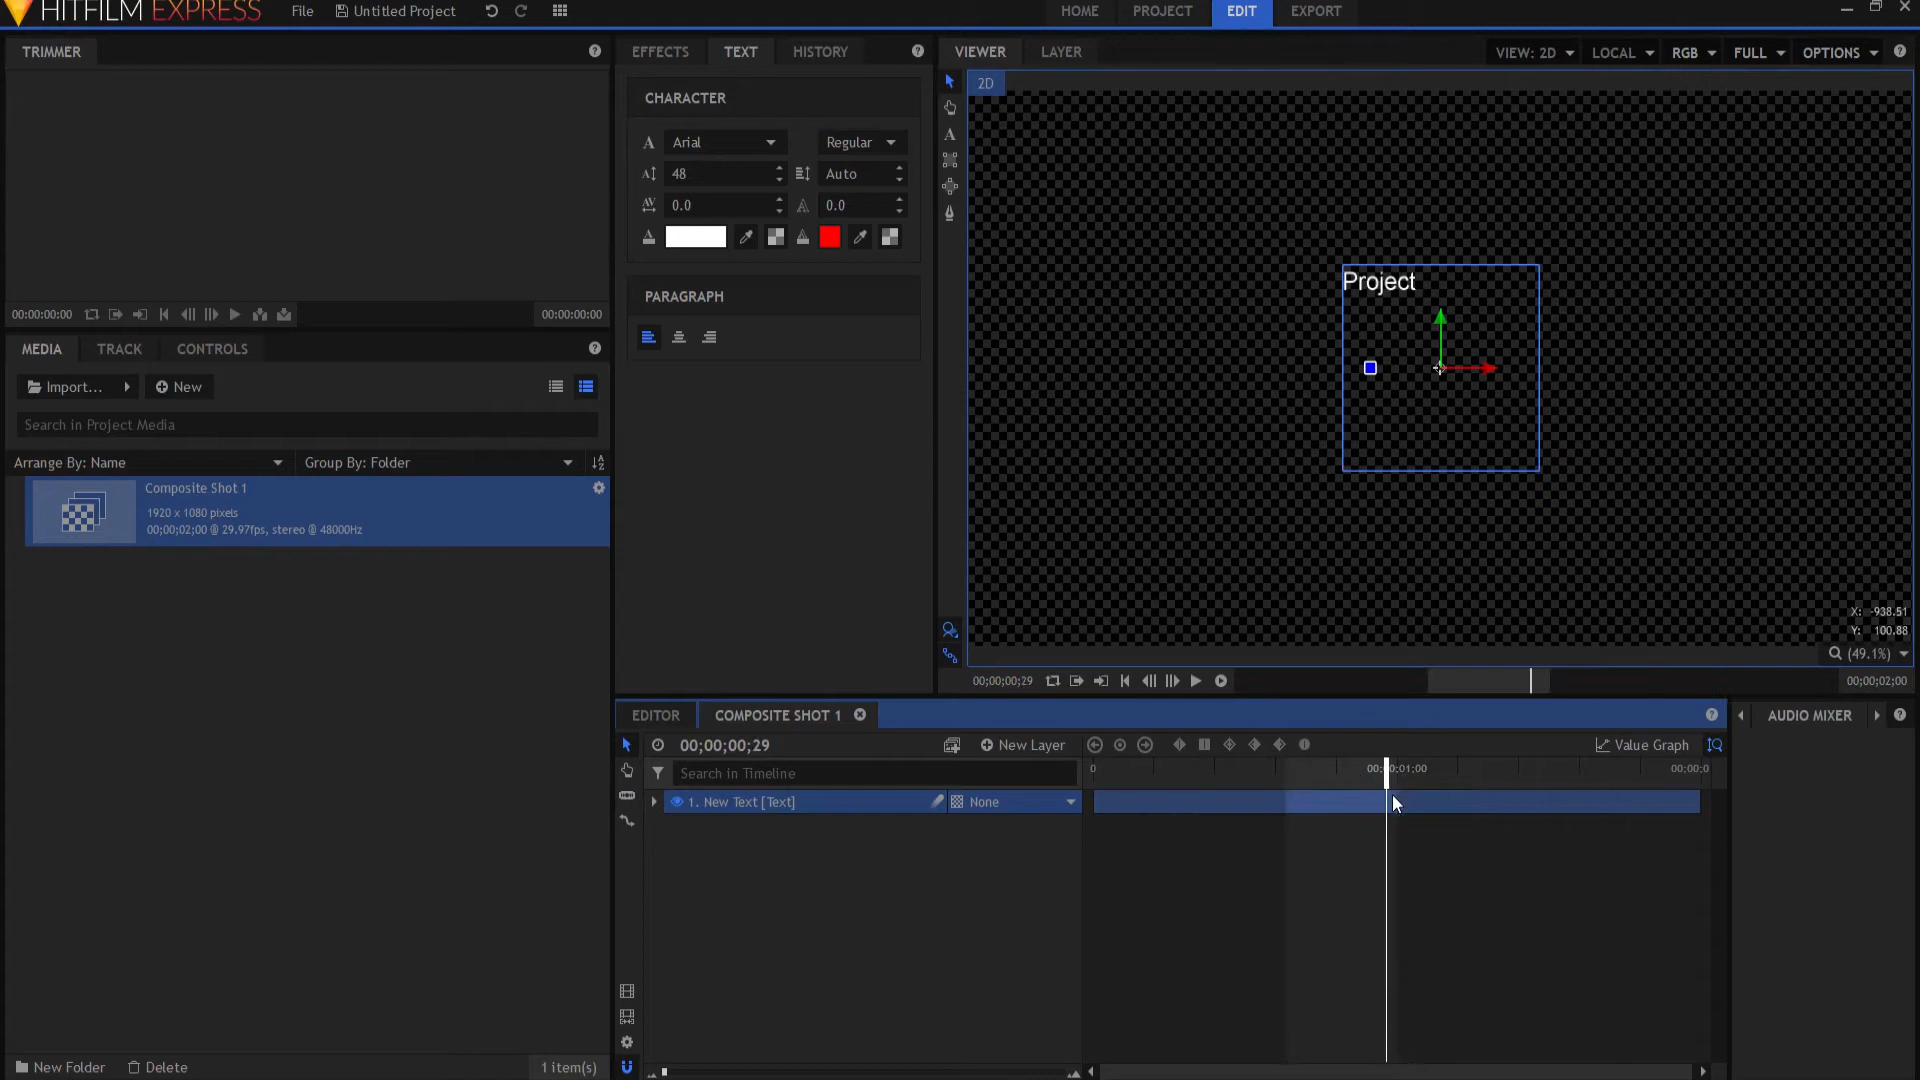 HITFILM EXPRESS
File
Untitled Project
HOME
PROJECT
EDIT
EXPORT
TRIMMER
EFFECTS
TEXT
HISTORY
VIEWER
LAYER
VIEW: 2D
LOCAL
RGB
FULL
OPTIONS
2D
CHARACTER
Arial
Regular
48
Auto
0.0
0.0
PARAGRAPH
Project
X: -938.51
Y: 100.88
(49.1%)
00:00:00:00
00:00:00:00
MEDIA
TRACK
CONTROLS
Import...
New
Search in Project Media
Arrange By: Name
Group By: Folder
Composite Shot 1
1920 x 1080 pixels
00;00;02;00 @ 29.97fps, stereo @ 48000Hz
New Folder
Delete
1 item(s)
00;00;00;29
00;00;02;00
EDITOR
COMPOSITE SHOT 1
AUDIO MIXER
00;00;00;29
New Layer
Value Graph
Search in Timeline
0
00;00;0
1. New Text [Text]
None